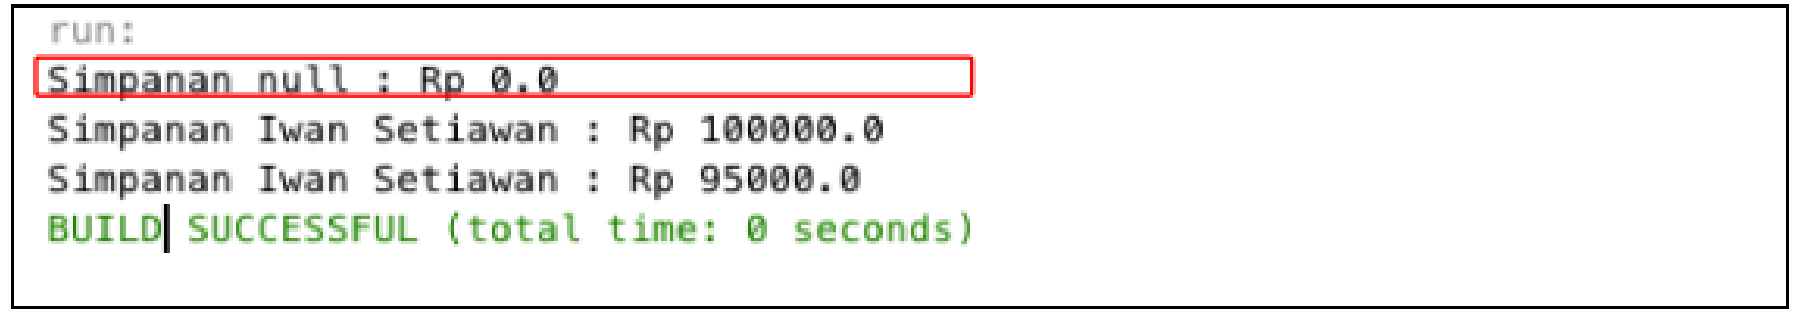 run:
Simpanan null : Rp 0.0
Simpanan Iwan Setiawan : Rp 100000.0
Simpanan Iwan Setiawan : Rp 95000.0
BUILD SUCCESSFUL (total time: 0 seconds)